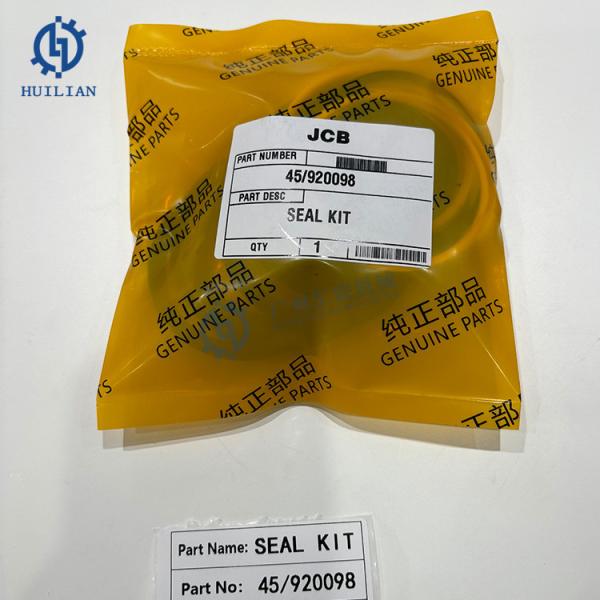 HUILIAN
纯正部品
GENUINE PARTS
纯正部品
GENUINE PARTS
纯正部品
GENUINE PARTS
JCB
PART NUMBER
45/920098
PART DESC
SEAL KIT
QTY 1
纯正部品
GENUINE PARTS
纯正部品
GENUINE PARTS
纯正部品
GENUINE PARTS
Part Name: SEAL KIT
Part No: 45/920098